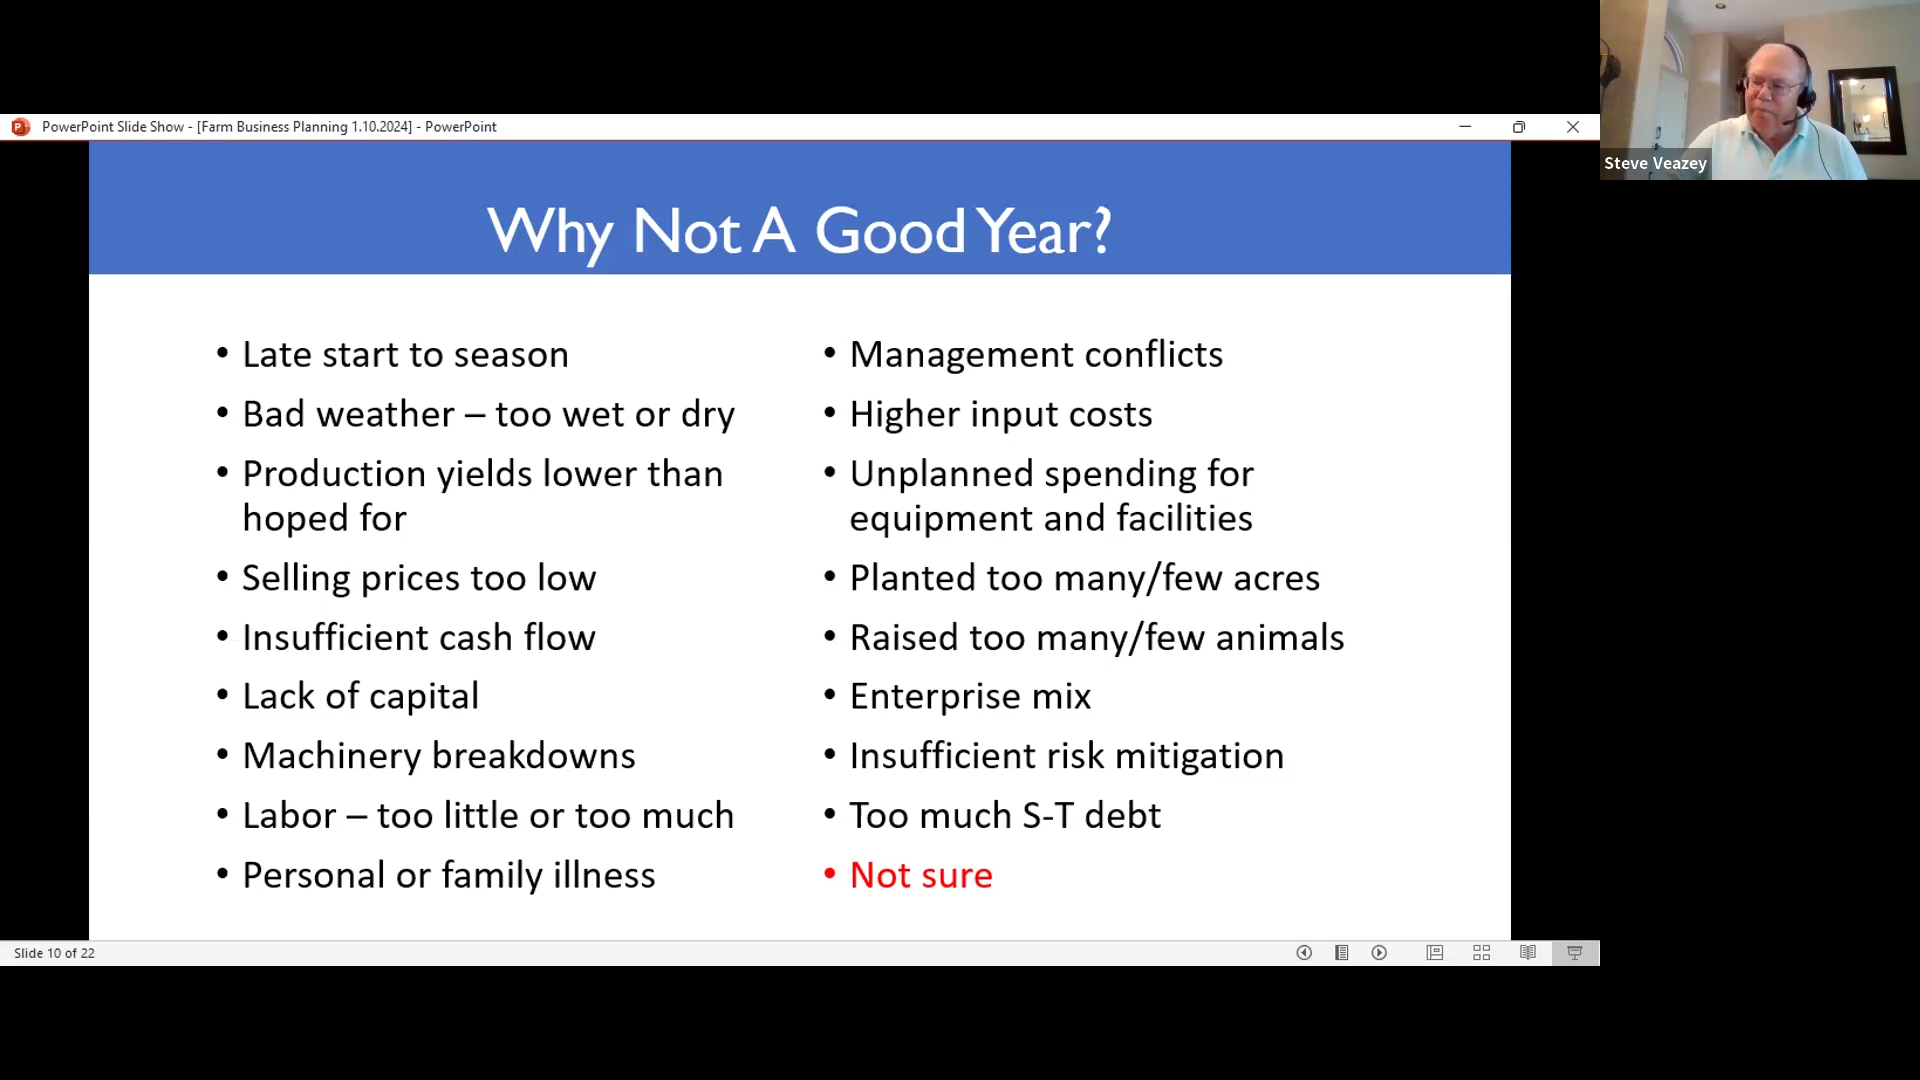 PowerPoint Slide Show - [Farm Business Planning 1.10.2024] - PowerPoint
Steve Veazey
Why Not A Good Year?
• Late start to season
• Bad weather – too wet or dry
• Production yields lower than
hoped for
• Selling prices too low
• Insufficient cash flow
• Lack of capital
• Machinery breakdowns
• Labor – too little or too much
• Personal or family illness
• Management conflicts
• Higher input costs
• Unplanned spending for
equipment and facilities
• Planted too many/few acres
• Raised too many/few animals
• Enterprise mix
• Insufficient risk mitigation
• Too much S-T debt
• Not sure
Slide 10 of 22